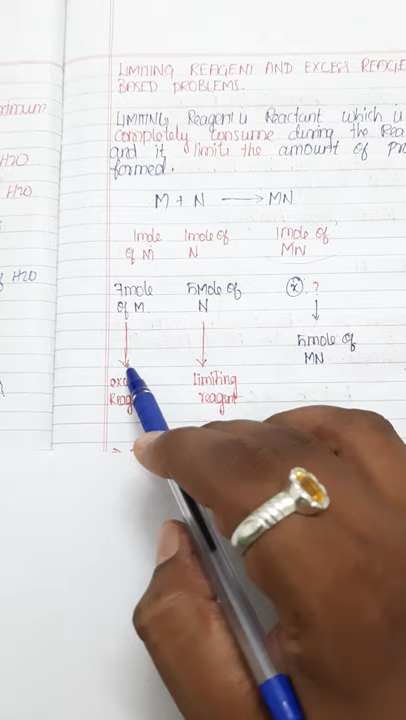 LIMITING REAGENT AND EXCESS REAGE
BASED PROBLEMS.
LIMITING Reagent is Reactant which is
completely consume during the Rea
and it limits the amount of pro
formed.
M + N ⟶ MN
1mole of M 1mole of N 1mole of MN
7mole of M 5Mole of N x ?
5mole of MN
Reag limiting
reagent
H2O
H2O
of H2O